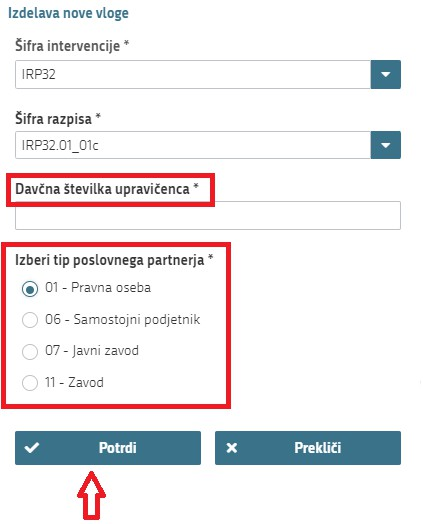 Izdelava nove vloge
Šifra intervencije *
IRP32
Šifra razpisa *
IRP32.01_01c
Davčna številka upravičenca *
Izberi tip poslovnega partnerja *
01 - Pravna oseba
06 - Samostojni podjetnik
07 - Javni zavod
11 - Zavod
Potrdi Prekliči